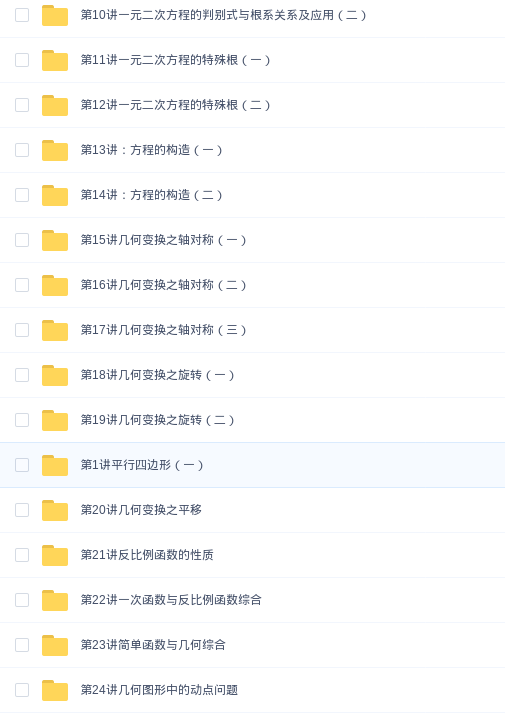 第10讲一元二次方程的判别式与根系关系及应用（二）
第11讲一元二次方程的特殊根（一）
第12讲一元二次方程的特殊根（二）
第13讲：方程的构造（一）
第14讲：方程的构造（二）
第15讲几何变换之轴对称（一）
第16讲几何变换之轴对称（二）
第17讲几何变换之轴对称（三）
第18讲几何变换之旋转（一）
第19讲几何变换之旋转（二）
第1讲平行四边形（一）
第20讲几何变换之平移
第21讲反比例函数的性质
第22讲一次函数与反比例函数综合
第23讲简单函数与几何综合
第24讲几何图形中的动点问题